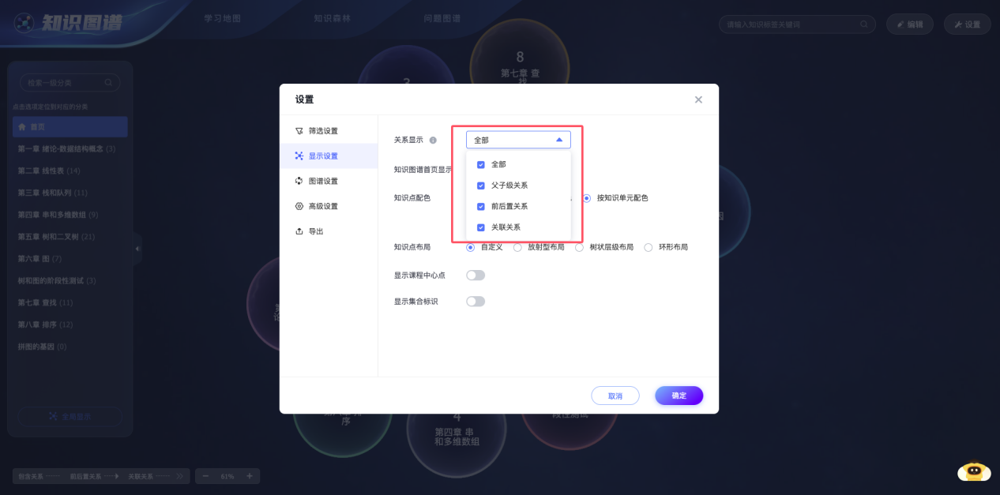 知识图谱
学习地图
知识森林
问题图谱
请输入知识标签关键词
编辑
设置
检索一级分类
点击选项定位到对应的分类
首页
第一章 绪论-数据结构概念 (3)
第二章 线性表 (14)
第三章 栈和队列 (11)
第四章 串和多维数组 (9)
第五章 树和二叉树 (21)
第六章 图 (7)
树和图的阶段性测试 (3)
第七章 查找 (11)
第八章 排序 (12)
拼图的基因 (0)
全局显示
3
8
第七章 查
找
设置
筛选设置
显示设置
图谱设置
高级设置
导出
关系显示
全部
全部
父子级关系
前后置关系
关联关系
知识图谱首页显示
知识点配色
按知识单元配色
知识点布局
自定义
放射型布局
树状层级布局
环形布局
显示课程中心点
显示集合标识
取消
确定
序
4
第四章 串
和多维数组
段性测试
包含关系
前后置关系
关联关系
61%